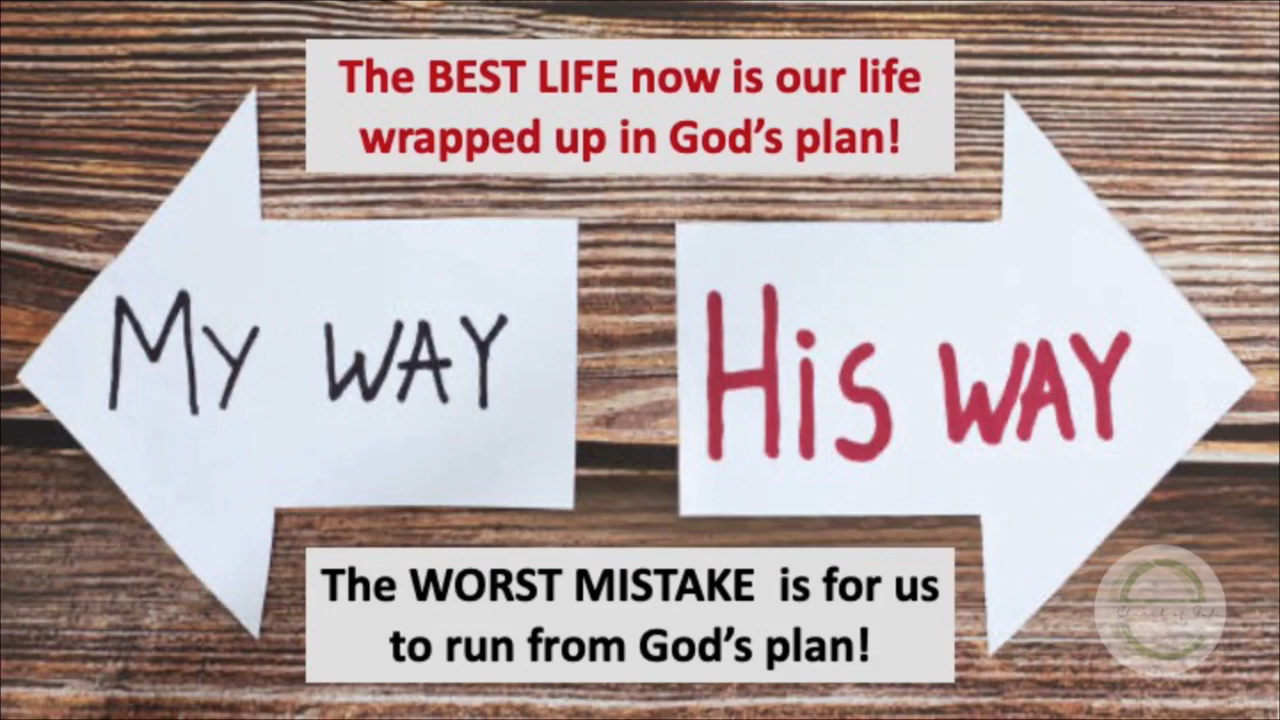 The BEST LIFE now is our life
wrapped up in God's plan!
My WAY
His WAY
The WORST MISTAKE  is for us
to run from God's plan!